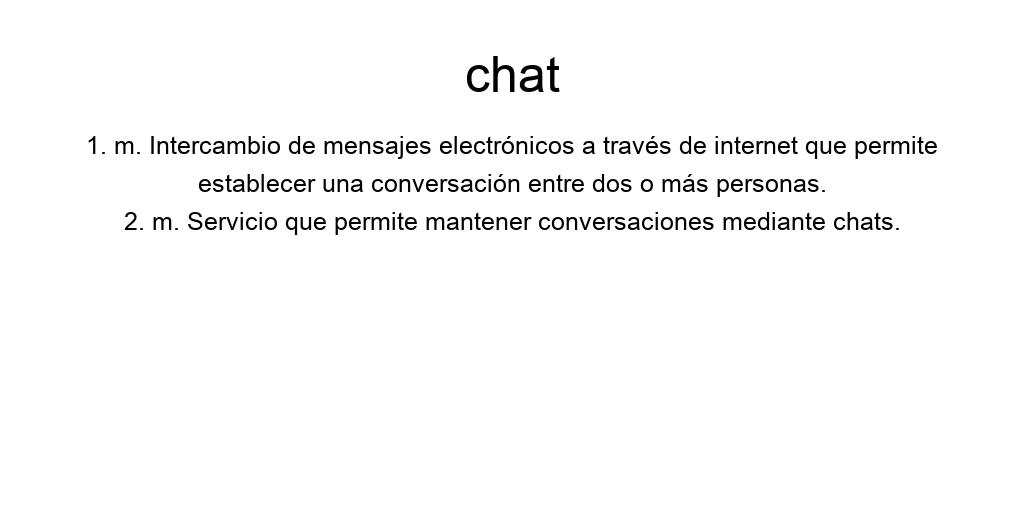 chat
1. m. Intercambio de mensajes electrónicos a través de internet que permite
establecer una conversación entre dos o más personas.
2. m. Servicio que permite mantener conversaciones mediante chats.